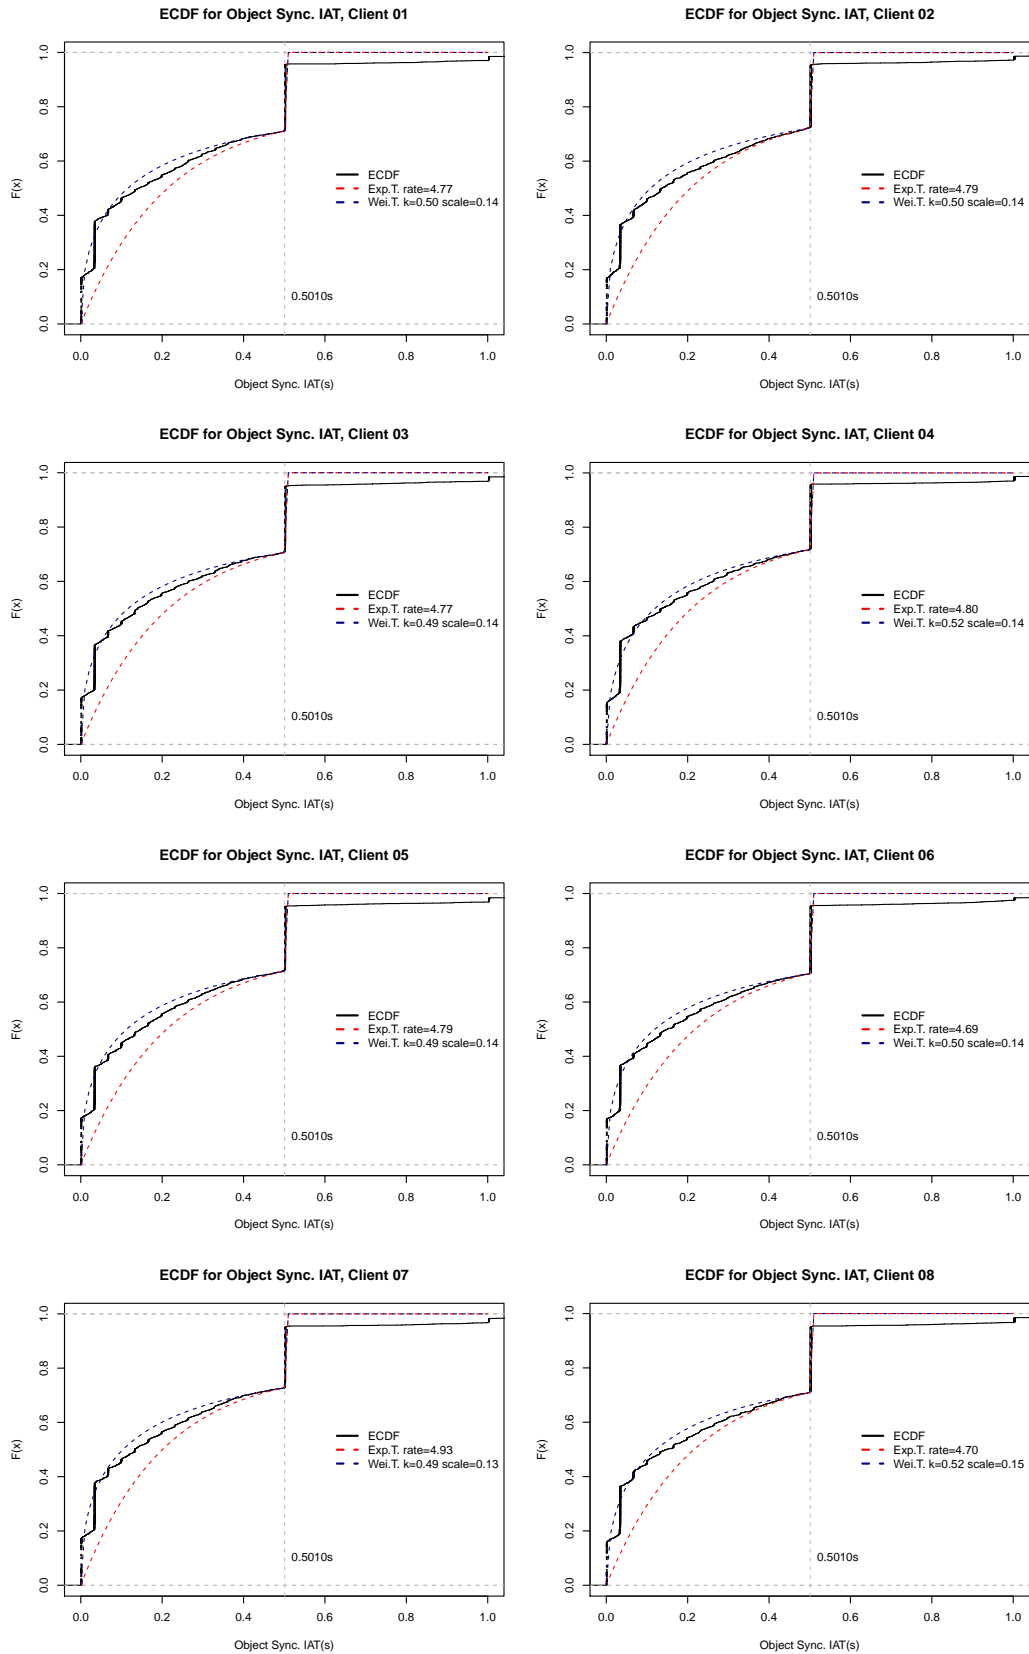 ECDF for Object Sync. IAT, Client 01
F(x)
1.0
0.8
0.6
0.4
0.2
0.0
ECDF
Exp.T. rate=4.77
Wei.T. k=0.50 scale=0.14
0.5010s
0.0 0.2 0.4 0.6 0.8 1.0
Object Sync. IAT(s)
ECDF for Object Sync. IAT, Client 02
F(x)
1.0
0.8
0.6
0.4
0.2
0.0
ECDF
Exp.T. rate=4.79
Wei.T. k=0.50 scale=0.14
0.5010s
0.0 0.2 0.4 0.6 0.8 1.0
Object Sync. IAT(s)
ECDF for Object Sync. IAT, Client 03
F(x)
1.0
0.8
0.6
0.4
0.2
0.0
ECDF
Exp.T. rate=4.77
Wei.T. k=0.49 scale=0.14
0.5010s
0.0 0.2 0.4 0.6 0.8 1.0
Object Sync. IAT(s)
ECDF for Object Sync. IAT, Client 04
F(x)
1.0
0.8
0.6
0.4
0.2
0.0
ECDF
Exp.T. rate=4.80
Wei.T. k=0.52 scale=0.14
0.5010s
0.0 0.2 0.4 0.6 0.8 1.0
Object Sync. IAT(s)
ECDF for Object Sync. IAT, Client 05
F(x)
1.0
0.8
0.6
0.4
0.2
0.0
ECDF
Exp.T. rate=4.79
Wei.T. k=0.49 scale=0.14
0.5010s
0.0 0.2 0.4 0.6 0.8 1.0
Object Sync. IAT(s)
ECDF for Object Sync. IAT, Client 06
F(x)
1.0
0.8
0.6
0.4
0.2
0.0
ECDF
Exp.T. rate=4.69
Wei.T. k=0.50 scale=0.14
0.5010s
0.0 0.2 0.4 0.6 0.8 1.0
Object Sync. IAT(s)
ECDF for Object Sync. IAT, Client 07
F(x)
1.0
0.8
0.6
0.4
0.2
0.0
ECDF
Exp.T. rate=4.93
Wei.T. k=0.49 scale=0.13
0.5010s
0.0 0.2 0.4 0.6 0.8 1.0
Object Sync. IAT(s)
ECDF for Object Sync. IAT, Client 08
F(x)
1.0
0.8
0.6
0.4
0.2
0.0
ECDF
Exp.T. rate=4.70
Wei.T. k=0.52 scale=0.15
0.5010s
0.0 0.2 0.4 0.6 0.8 1.0
Object Sync. IAT(s)